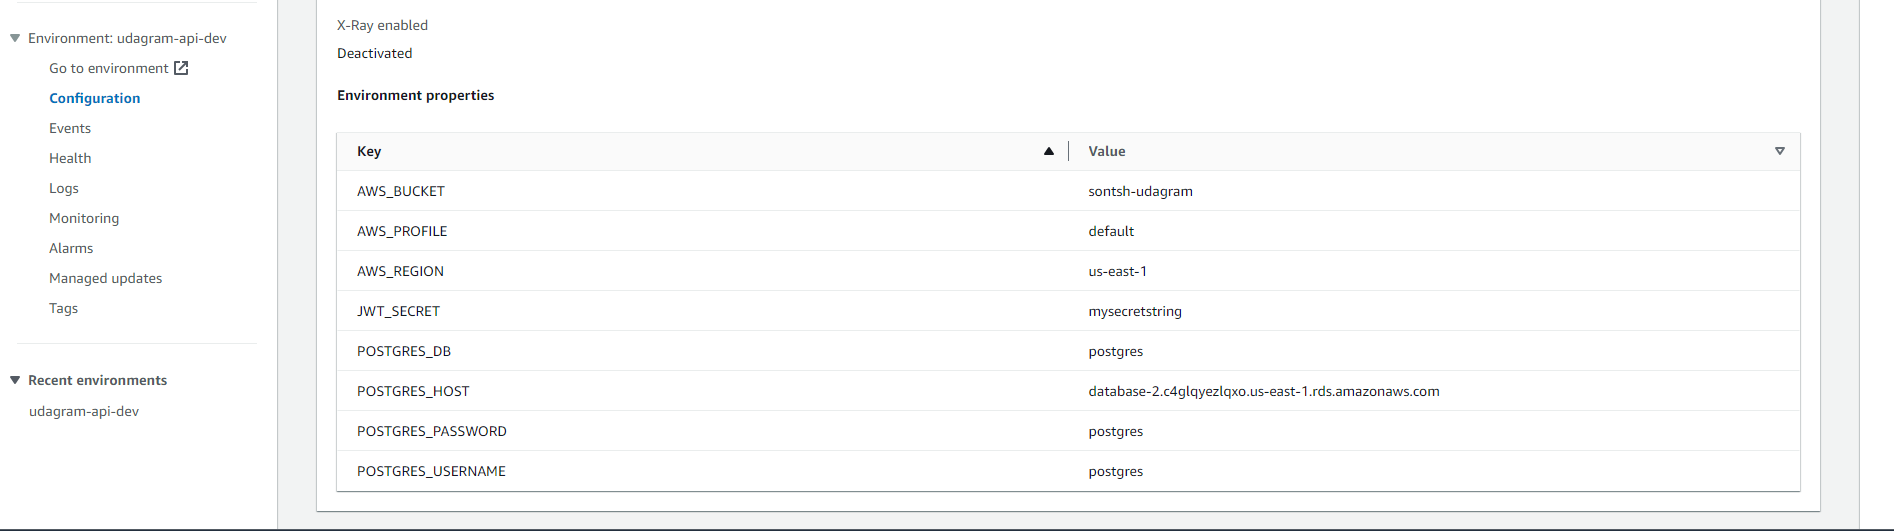 Environment: udagram-api-dev
Go to environment
Configuration
Events
Health
Logs
Monitoring
Alarms
Managed updates
Tags
Recent environments
udagram-api-dev
X-Ray enabled
Deactivated
Environment properties
Key Value
AWS_BUCKET sontsh-udagram
AWS_PROFILE default
AWS_REGION us-east-1
JWT_SECRET mysecretstring
POSTGRES_DB postgres
POSTGRES_HOST database-2.c4glqyezlqxo.us-east-1.rds.amazonaws.com
POSTGRES_PASSWORD postgres
POSTGRES_USERNAME postgres